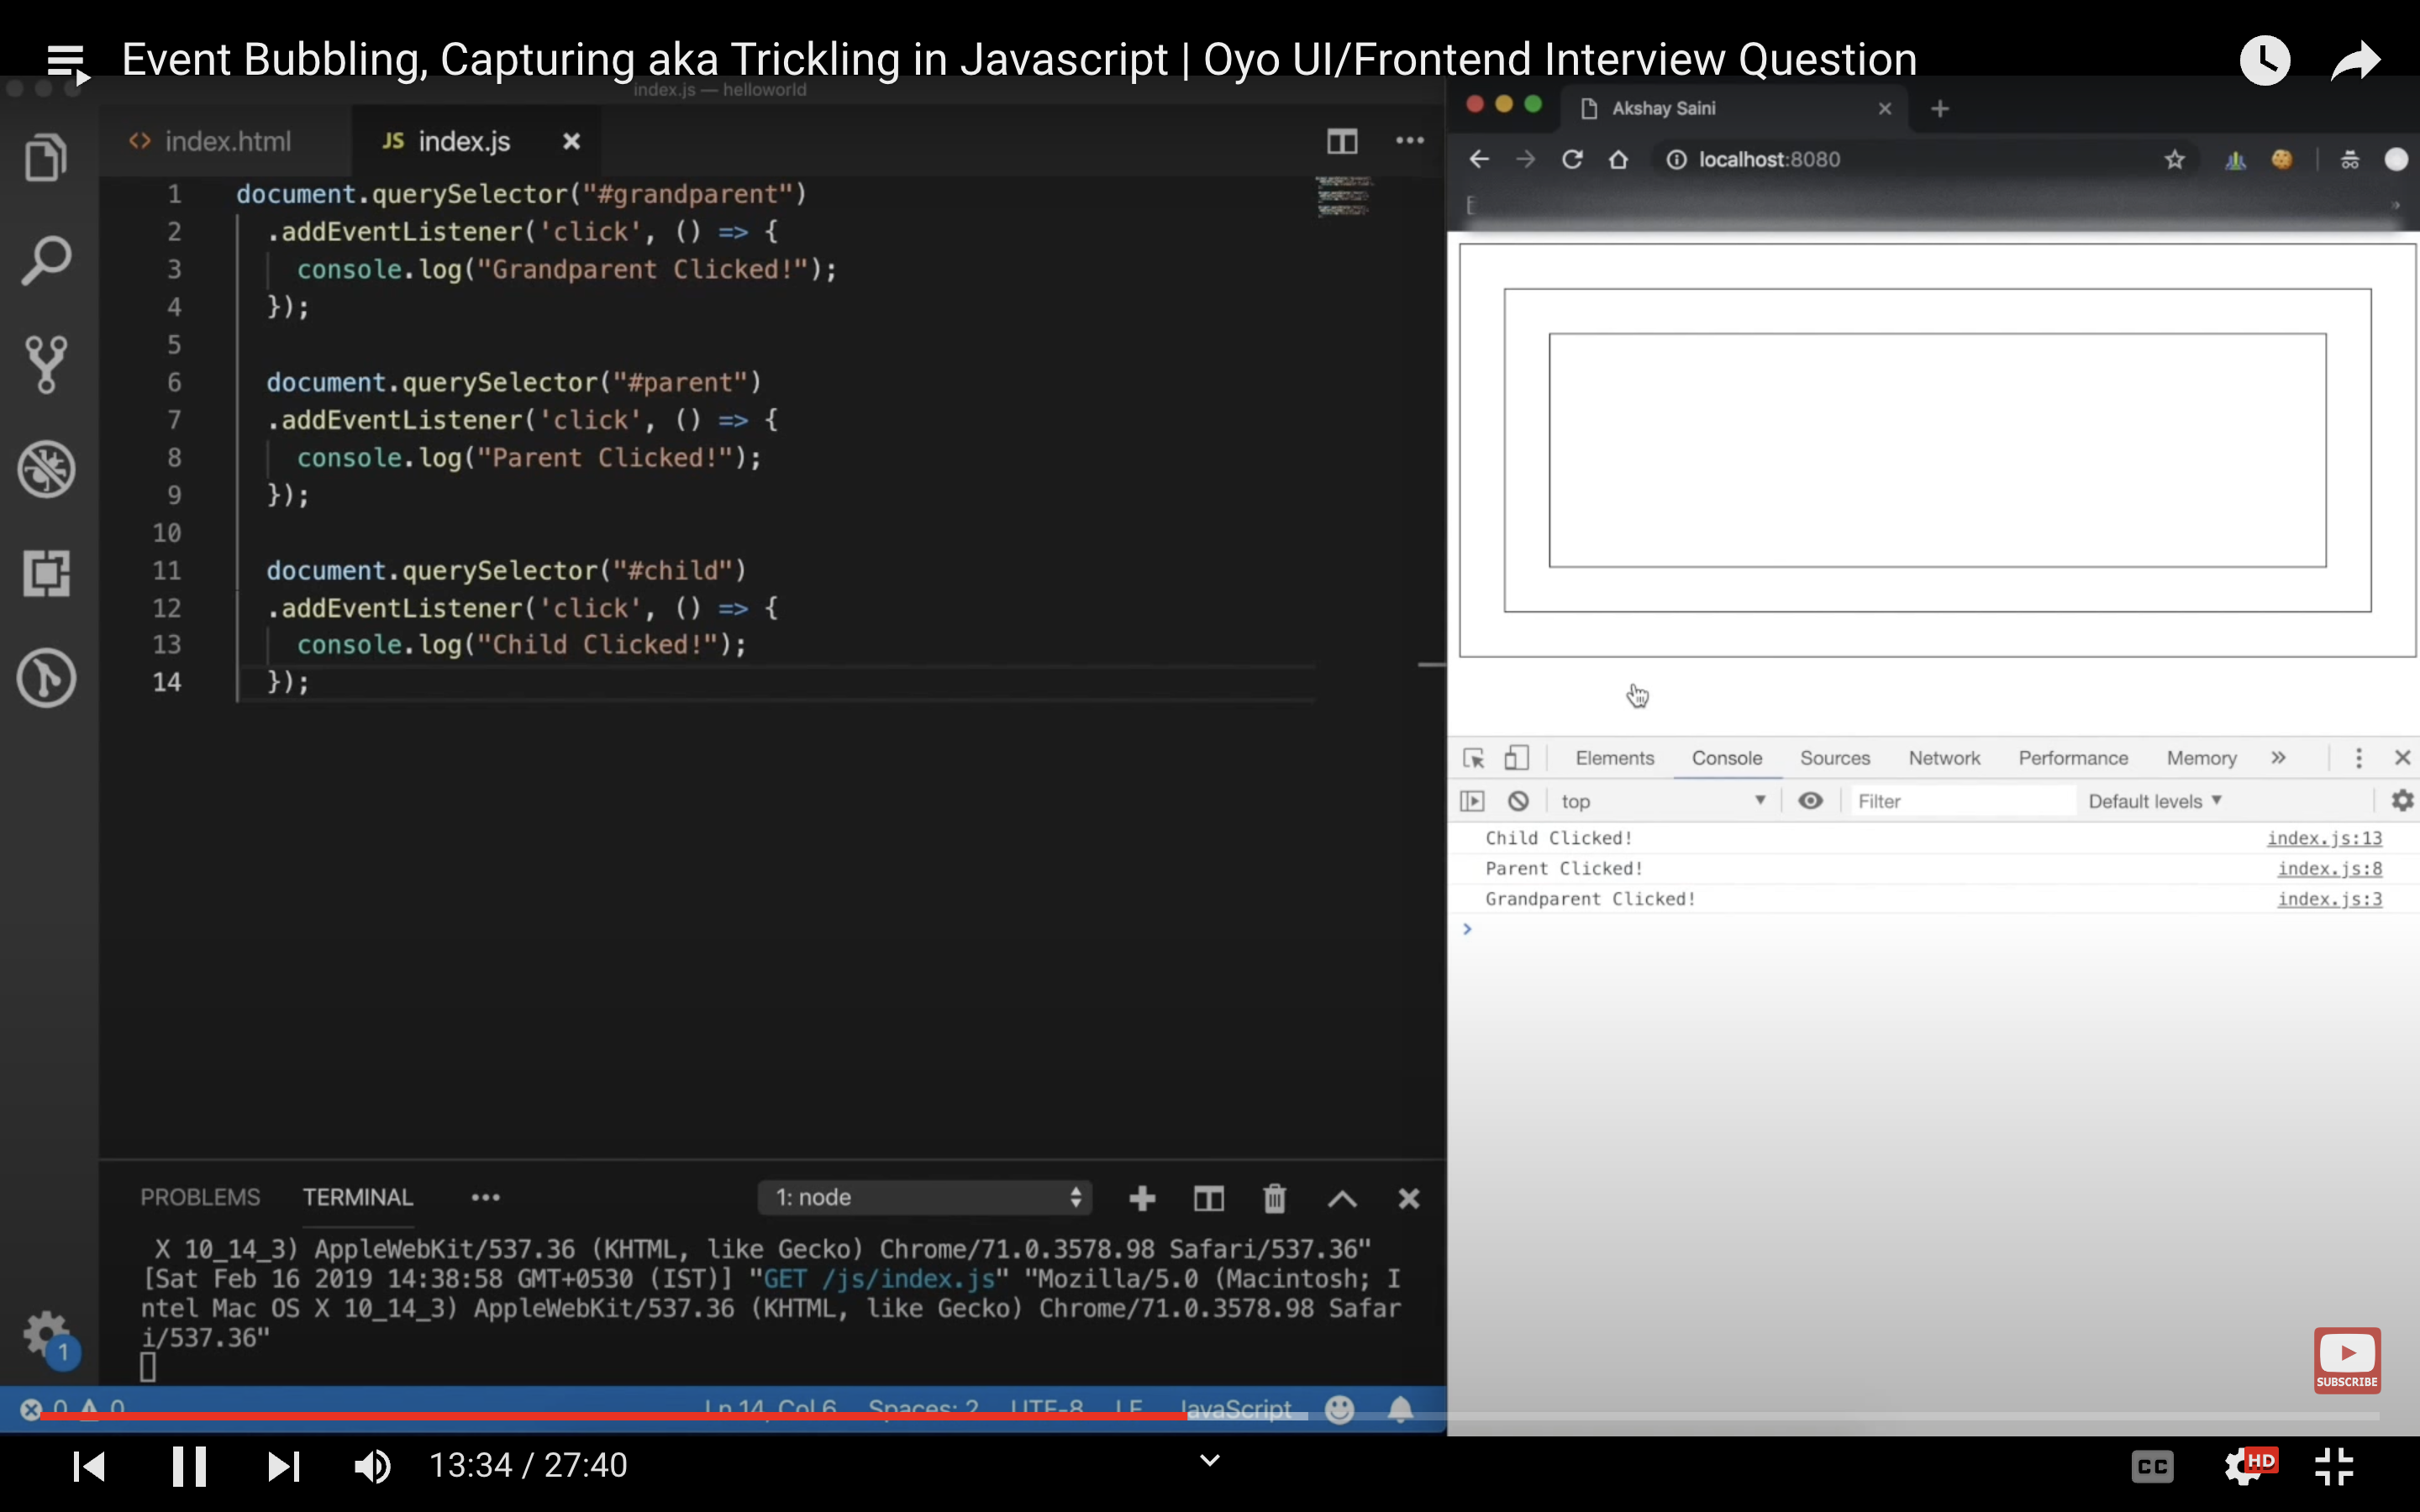 Event Bubbling, Capturing aka Trickling in Javascript | Oyo UI/Frontend Interview Question
index.js — helloworld
index.html
JS index.js
1 document.querySelector("#grandparent")
2 .addEventListener('click', () => {
3 console.log("Grandparent Clicked!");
4 });
5
6 document.querySelector("#parent")
7 .addEventListener('click', () => {
8 console.log("Parent Clicked!");
9 });
10
11 document.querySelector("#child")
12 .addEventListener('click', () => {
13 console.log("Child Clicked!");
14 });
PROBLEMS TERMINAL
1: node
X 10_14_3) AppleWebKit/537.36 (KHTML, like Gecko) Chrome/71.0.3578.98 Safari/537.36"
[Sat Feb 16 2019 14:38:58 GMT+0530 (IST)] "GET /js/index.js" "Mozilla/5.0 (Macintosh; I
ntel Mac OS X 10_14_3) AppleWebKit/537.36 (KHTML, like Gecko) Chrome/71.0.3578.98 Safar
i/537.36"
1
0 0 Ln 14, Col 6 Spaces: 2 UTF-8 LF JavaScript
Akshay Saini
localhost:8080
Elements Console Sources Network Performance Memory
top Filter Default levels
Child Clicked! index.js:13
Parent Clicked! index.js:8
Grandparent Clicked! index.js:3
SUBSCRIBE
13:34 / 27:40
CC HD